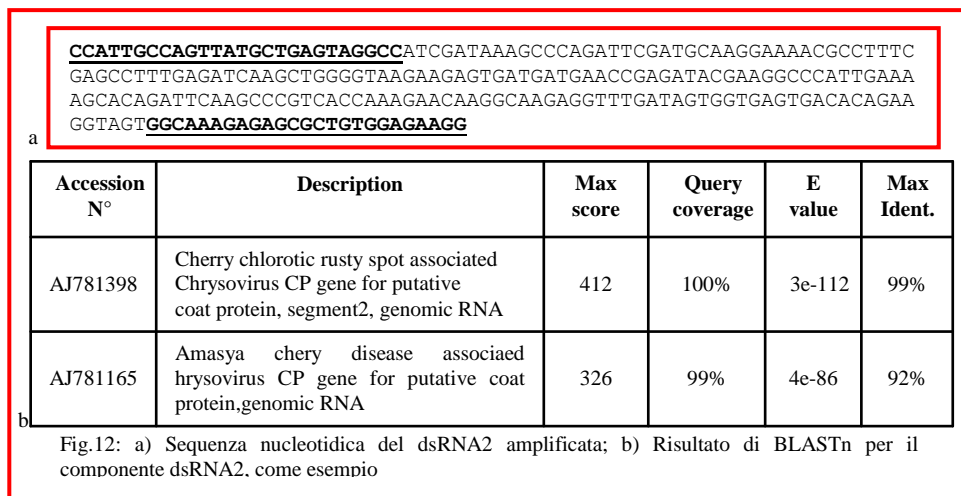 CCATTGCCAGTTATGCTGAGTAGGCCATCGATAAAGCCCAGATTCGATGCAAGGAAAACGCCTTTC
GAGCCTTTGAGATCAAGCTGGGGTAAGAAGAGTGATGATGAACCGAGATACGAAGGCCCATTGAAA
AGCACAGATTCAAGCCCGTCACCAAAGAACAAGGCAAGAGGTTTGATAGTGGTGAGTGACACAGAA
GGTAGTGGCAAAGAGAGCGCTGTGGAGAAGG
a
Accession N° Description Max score Query coverage E value Max Ident.
AJ781398 Cherry chlorotic rusty spot associated
Chrysovirus CP gene for putative
coat protein, segment2, genomic RNA 412 100% 3e-112 99%
AJ781165 Amasya chery disease associaed
hrysovirus CP gene for putative coat
protein,genomic RNA 326 99% 4e-86 92%
b
Fig.12: a) Sequenza nucleotidica del dsRNA2 amplificata; b) Risultato di BLASTn per il
componente dsRNA2, come esempio